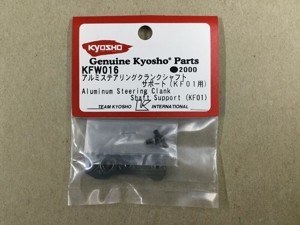 KYOSHO
Genuine Kyosho® Parts
KFW016 ●2000
アルミステアリングクランクシャフト
サポート(KF01用)
Aluminum Steering Clank
Shaft Support (KF01)
TEAM KYOSHO K INTERNATIONAL